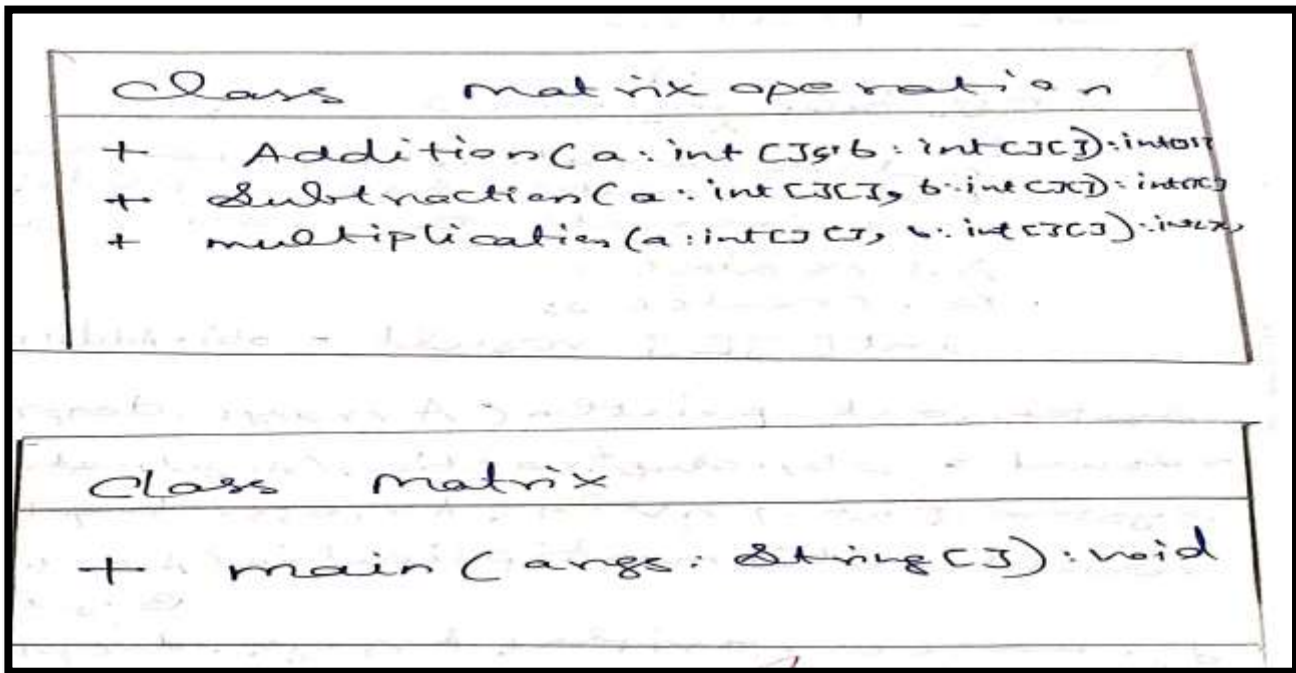 class matrix operation
+ Addition(a:int[][], b:int[][]):int[][]
+ Subtraction(a:int[][], b:int[][]):int[][]
+ multiplication(a:int[][], b:int[][]):int[][]
class matrix
+ main(args:String[]):void